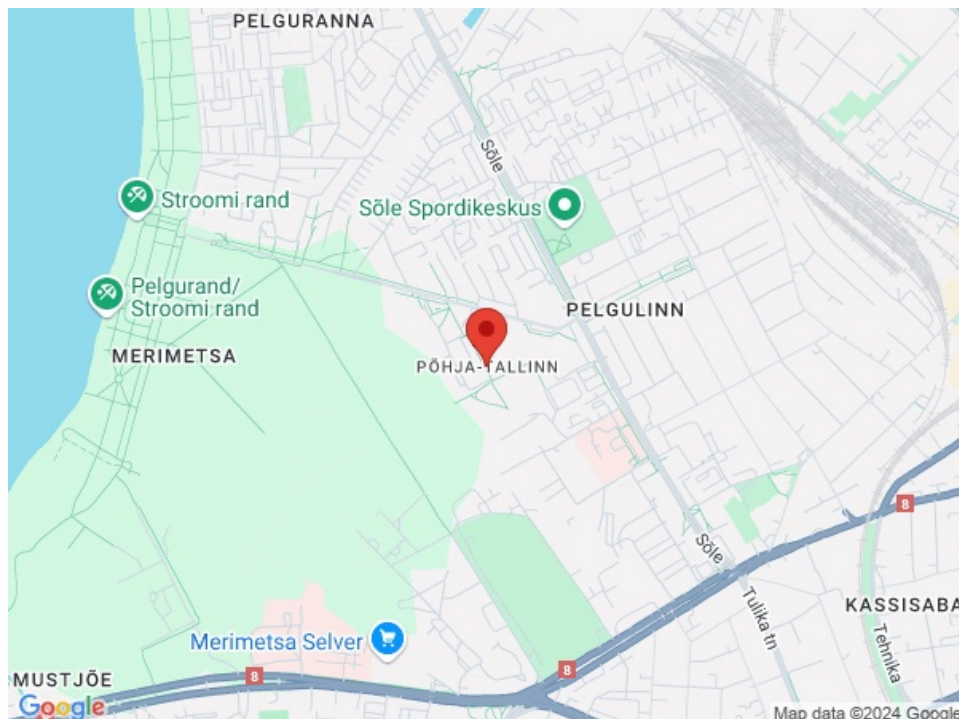 PELGURANNA
Sõle
Stroomi rand
Sõle Spordikeskus
Pelgurand/
Stroomi rand
PELGULINN
MERIMETSA
PÕHJA-TALLINN
8
Sõle
Tulika tn
KASSISABA
Tehnika
Merimetsa Selver
8
8
MUSTJÕE
Google
Map data ©2024 Google